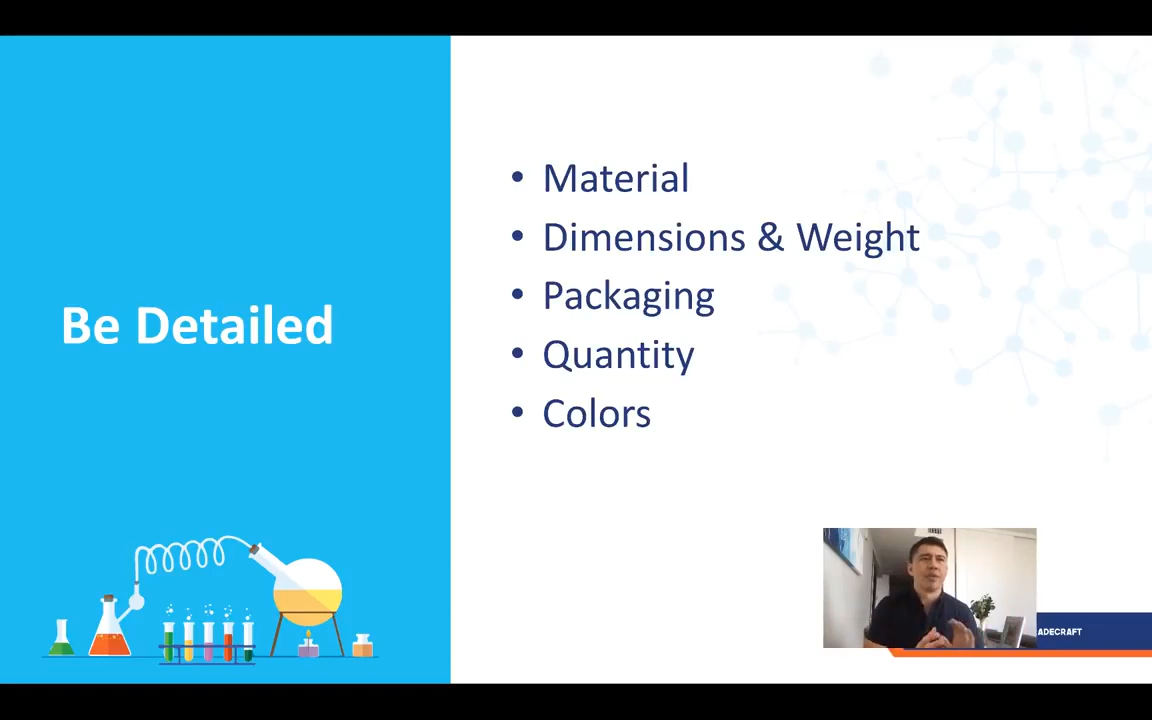 Be Detailed
• Material
• Dimensions & Weight
• Packaging
• Quantity
• Colors
ADECRAFT